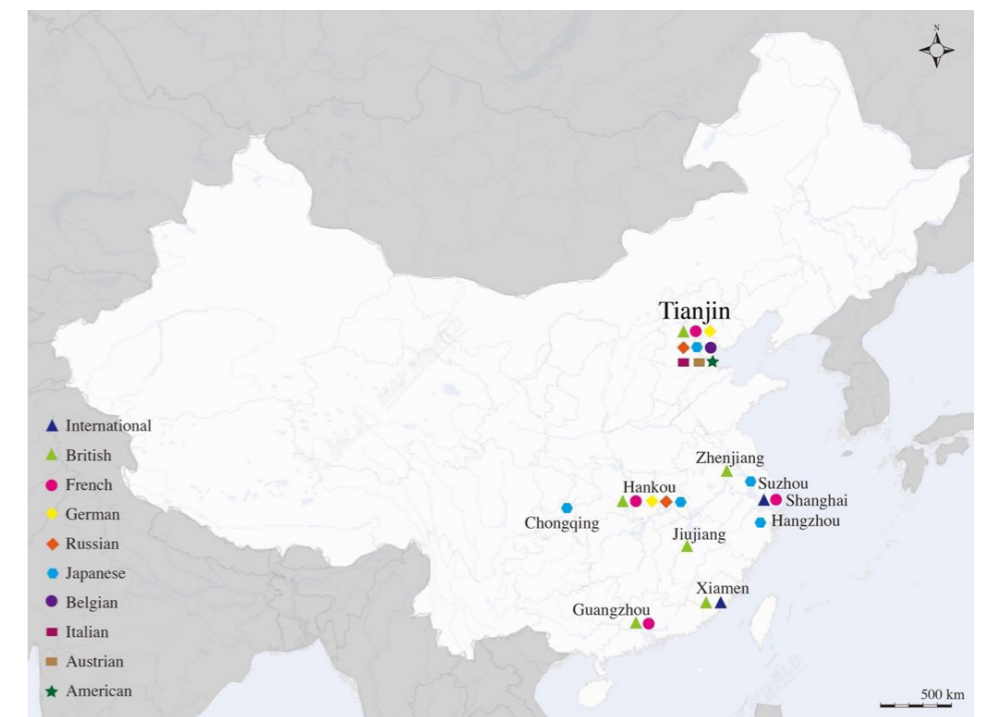 N
Tianjin
International
British
French
German
Russian
Japanese
Belgian
Italian
Austrian
American
Zhenjiang
Suzhou
Hankou
Shanghai
Chongqing
Hangzhou
Jiujiang
Xiamen
Guangzhou
500 km